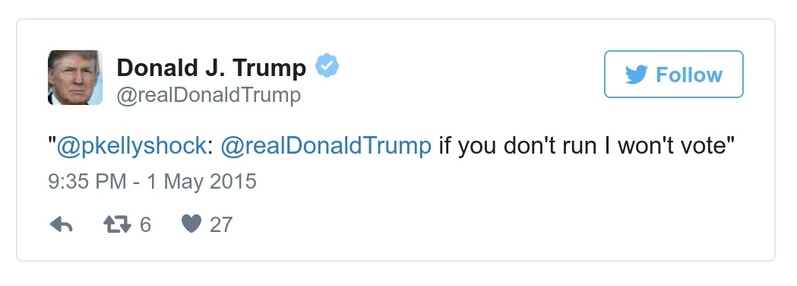 Donald J. Trump
@realDonaldTrump
Follow
"@pkellyshock: @realDonaldTrump if you don't run I won't vote"
9:35 PM - 1 May 2015
6 27